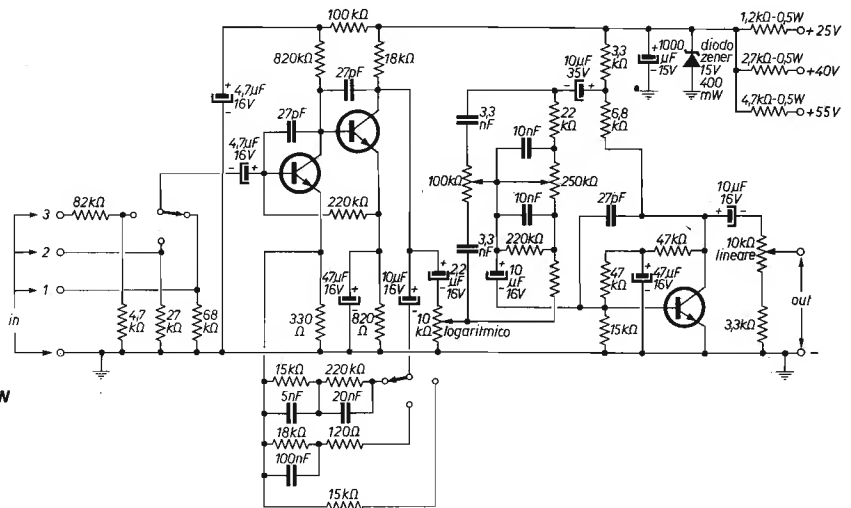 100 kΩ
820kΩ
18kΩ
27pF
4,7µF
16V
27pF
4,7µF
16V
220kΩ
3
82kΩ
2
1
in
4,7
kΩ
27
kΩ
68
kΩ
330
Ω
47µF
16V
820
Ω
10µF
16V
2,2
µF
16V
10
kΩ
logaritmico
10µF
35V
3,3
kΩ
1000
µF
15V
diodo
zener
15V
400
mW
1,2kΩ-0,5W
+25V
2,7kΩ-0,5W
+40V
4,7kΩ-0,5W
+55V
3,3
nF
22
kΩ
6,8
kΩ
10nF
100kΩ
250kΩ
10nF
3,3
nF
220kΩ
10
µF
16V
27pF
47kΩ
47
kΩ
47µF
16V
15kΩ
10µF
16V
10kΩ
lineare
3,3kΩ
out
N
15kΩ
220kΩ
5nF
20nF
18kΩ
120Ω
100nF
15kΩ